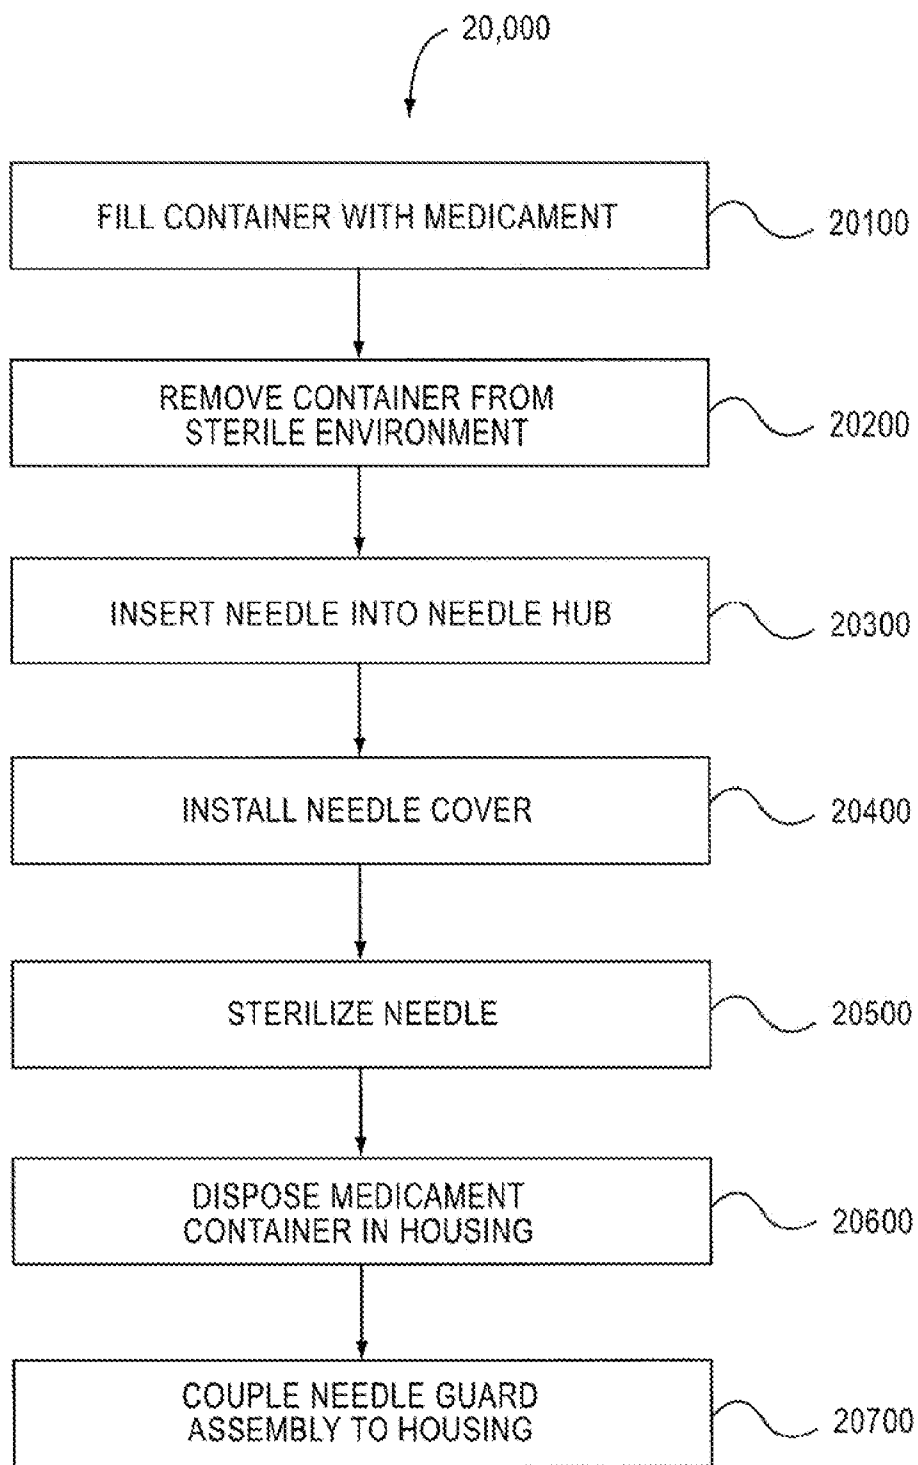 20,000
FILL CONTAINER WITH MEDICAMENT
20100
REMOVE CONTAINER FROM
STERILE ENVIRONMENT
20200
INSERT NEEDLE INTO NEEDLE HUB
20300
INSTALL NEEDLE COVER
20400
STERILIZE NEEDLE
20500
DISPOSE MEDICAMENT
CONTAINER IN HOUSING
20600
COUPLE NEEDLE GUARD
ASSEMBLY TO HOUSING
20700